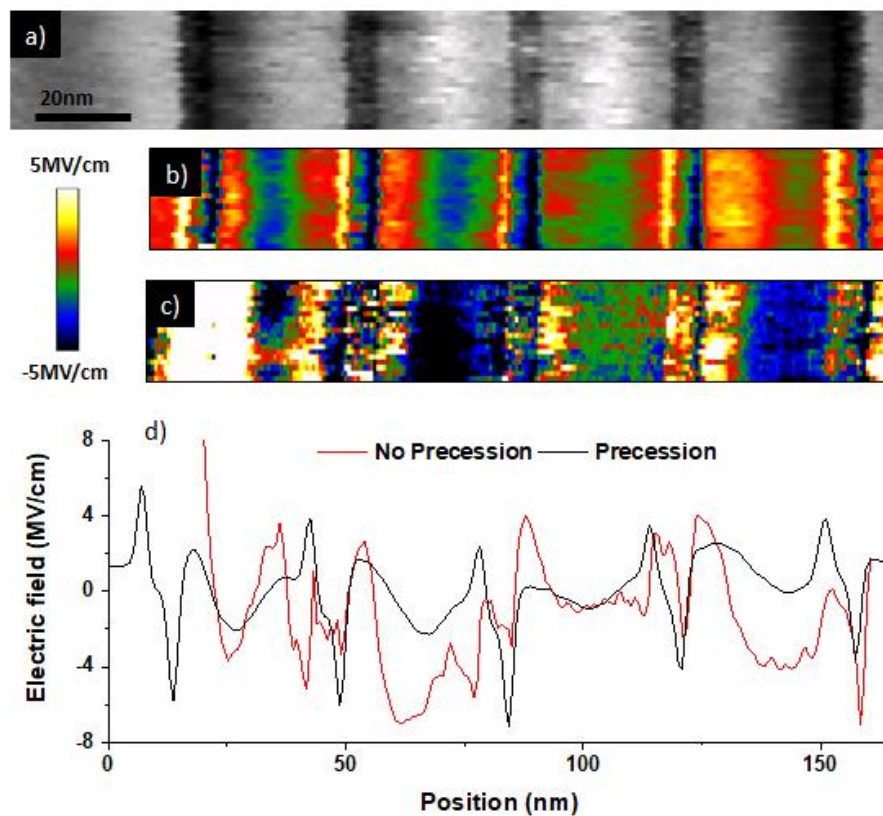 a)
20nm
5MV/cm
b)
c)
-5MV/cm
d)
8
No Precession
Precession
4
0
-4
-8
Electric field (MV/cm)
0
50
100
150
Position (nm)